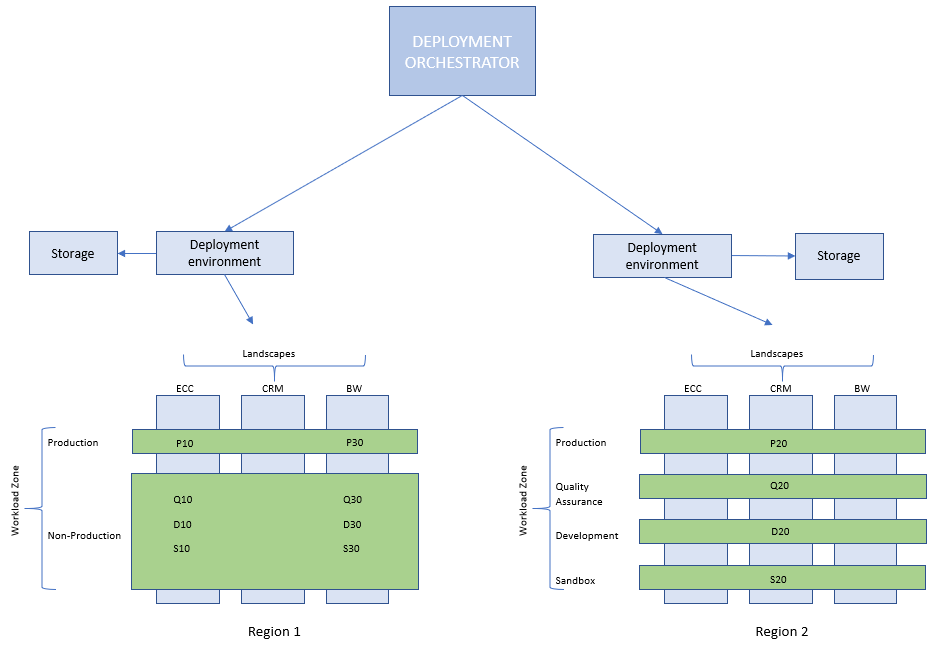 DEPLOYMENT
ORCHESTRATOR
Storage
Deployment
environment
Deployment
environment
Storage
Landscapes
ECC CRM BW
Workload Zone
Production
P10 P30
Non-Production
Q10 Q30
D10 D30
S10 S30
Region 1
Landscapes
ECC CRM BW
Workload Zone
Production
P20
Quality
Assurance
Q20
Development
D20
Sandbox
S20
Region 2